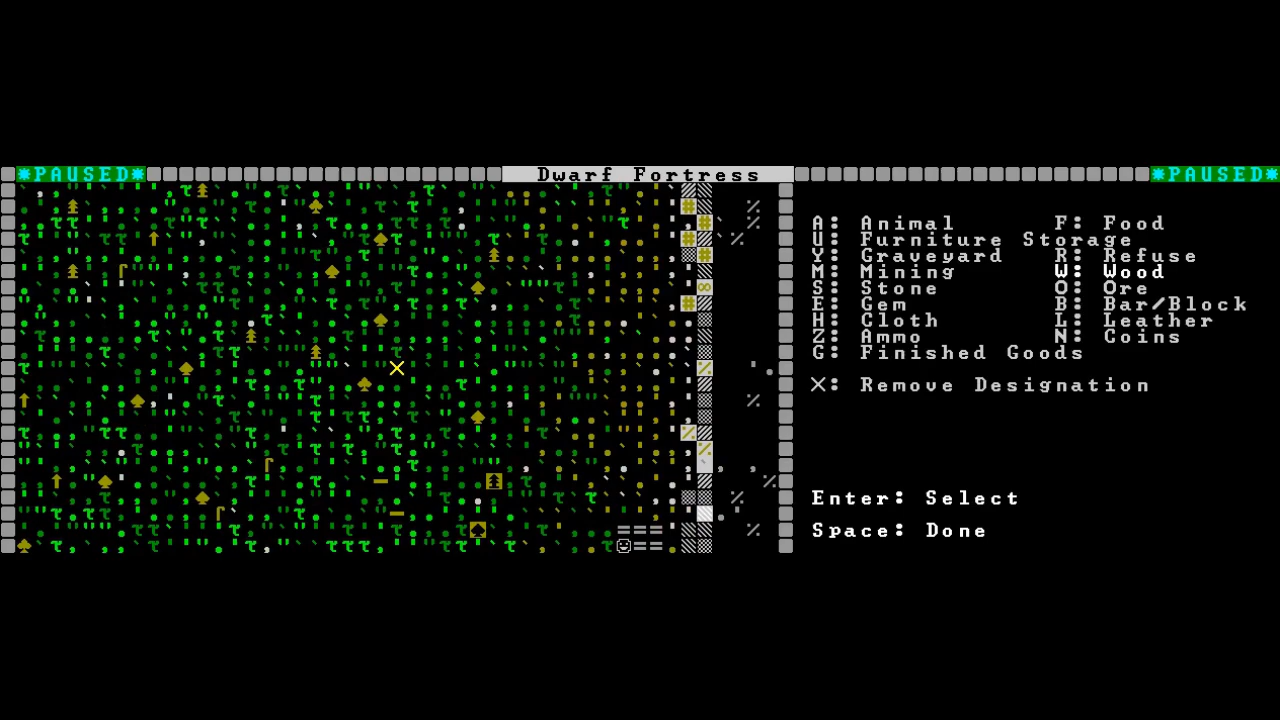 *PAUSED* Dwarf Fortress *PAUSED*
A: Animal F: Food
U: Furniture Storage
Y: Graveyard R: Refuse
M: Mining W: Wood
S: Stone O: Ore
E: Gem B: Bar/Block
H: Cloth L: Leather
Z: Ammo N: Coins
G: Finished Goods
X: Remove Designation
Enter: Select
Space: Done